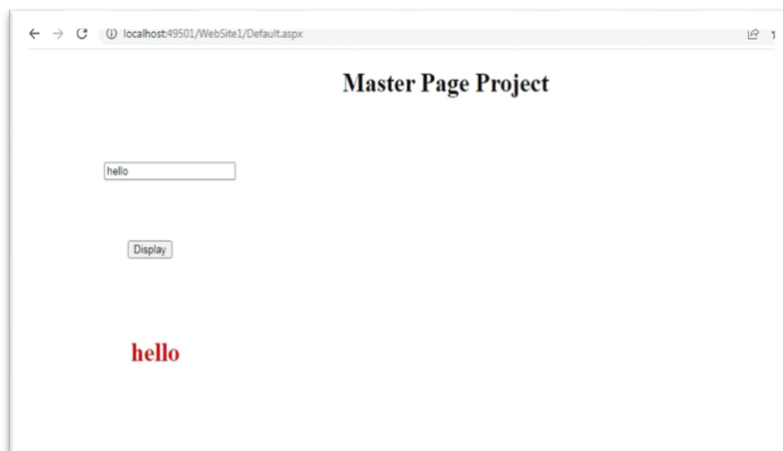 localhost:49501/WebSite1/Default.aspx
Master Page Project
hello
Display
hello